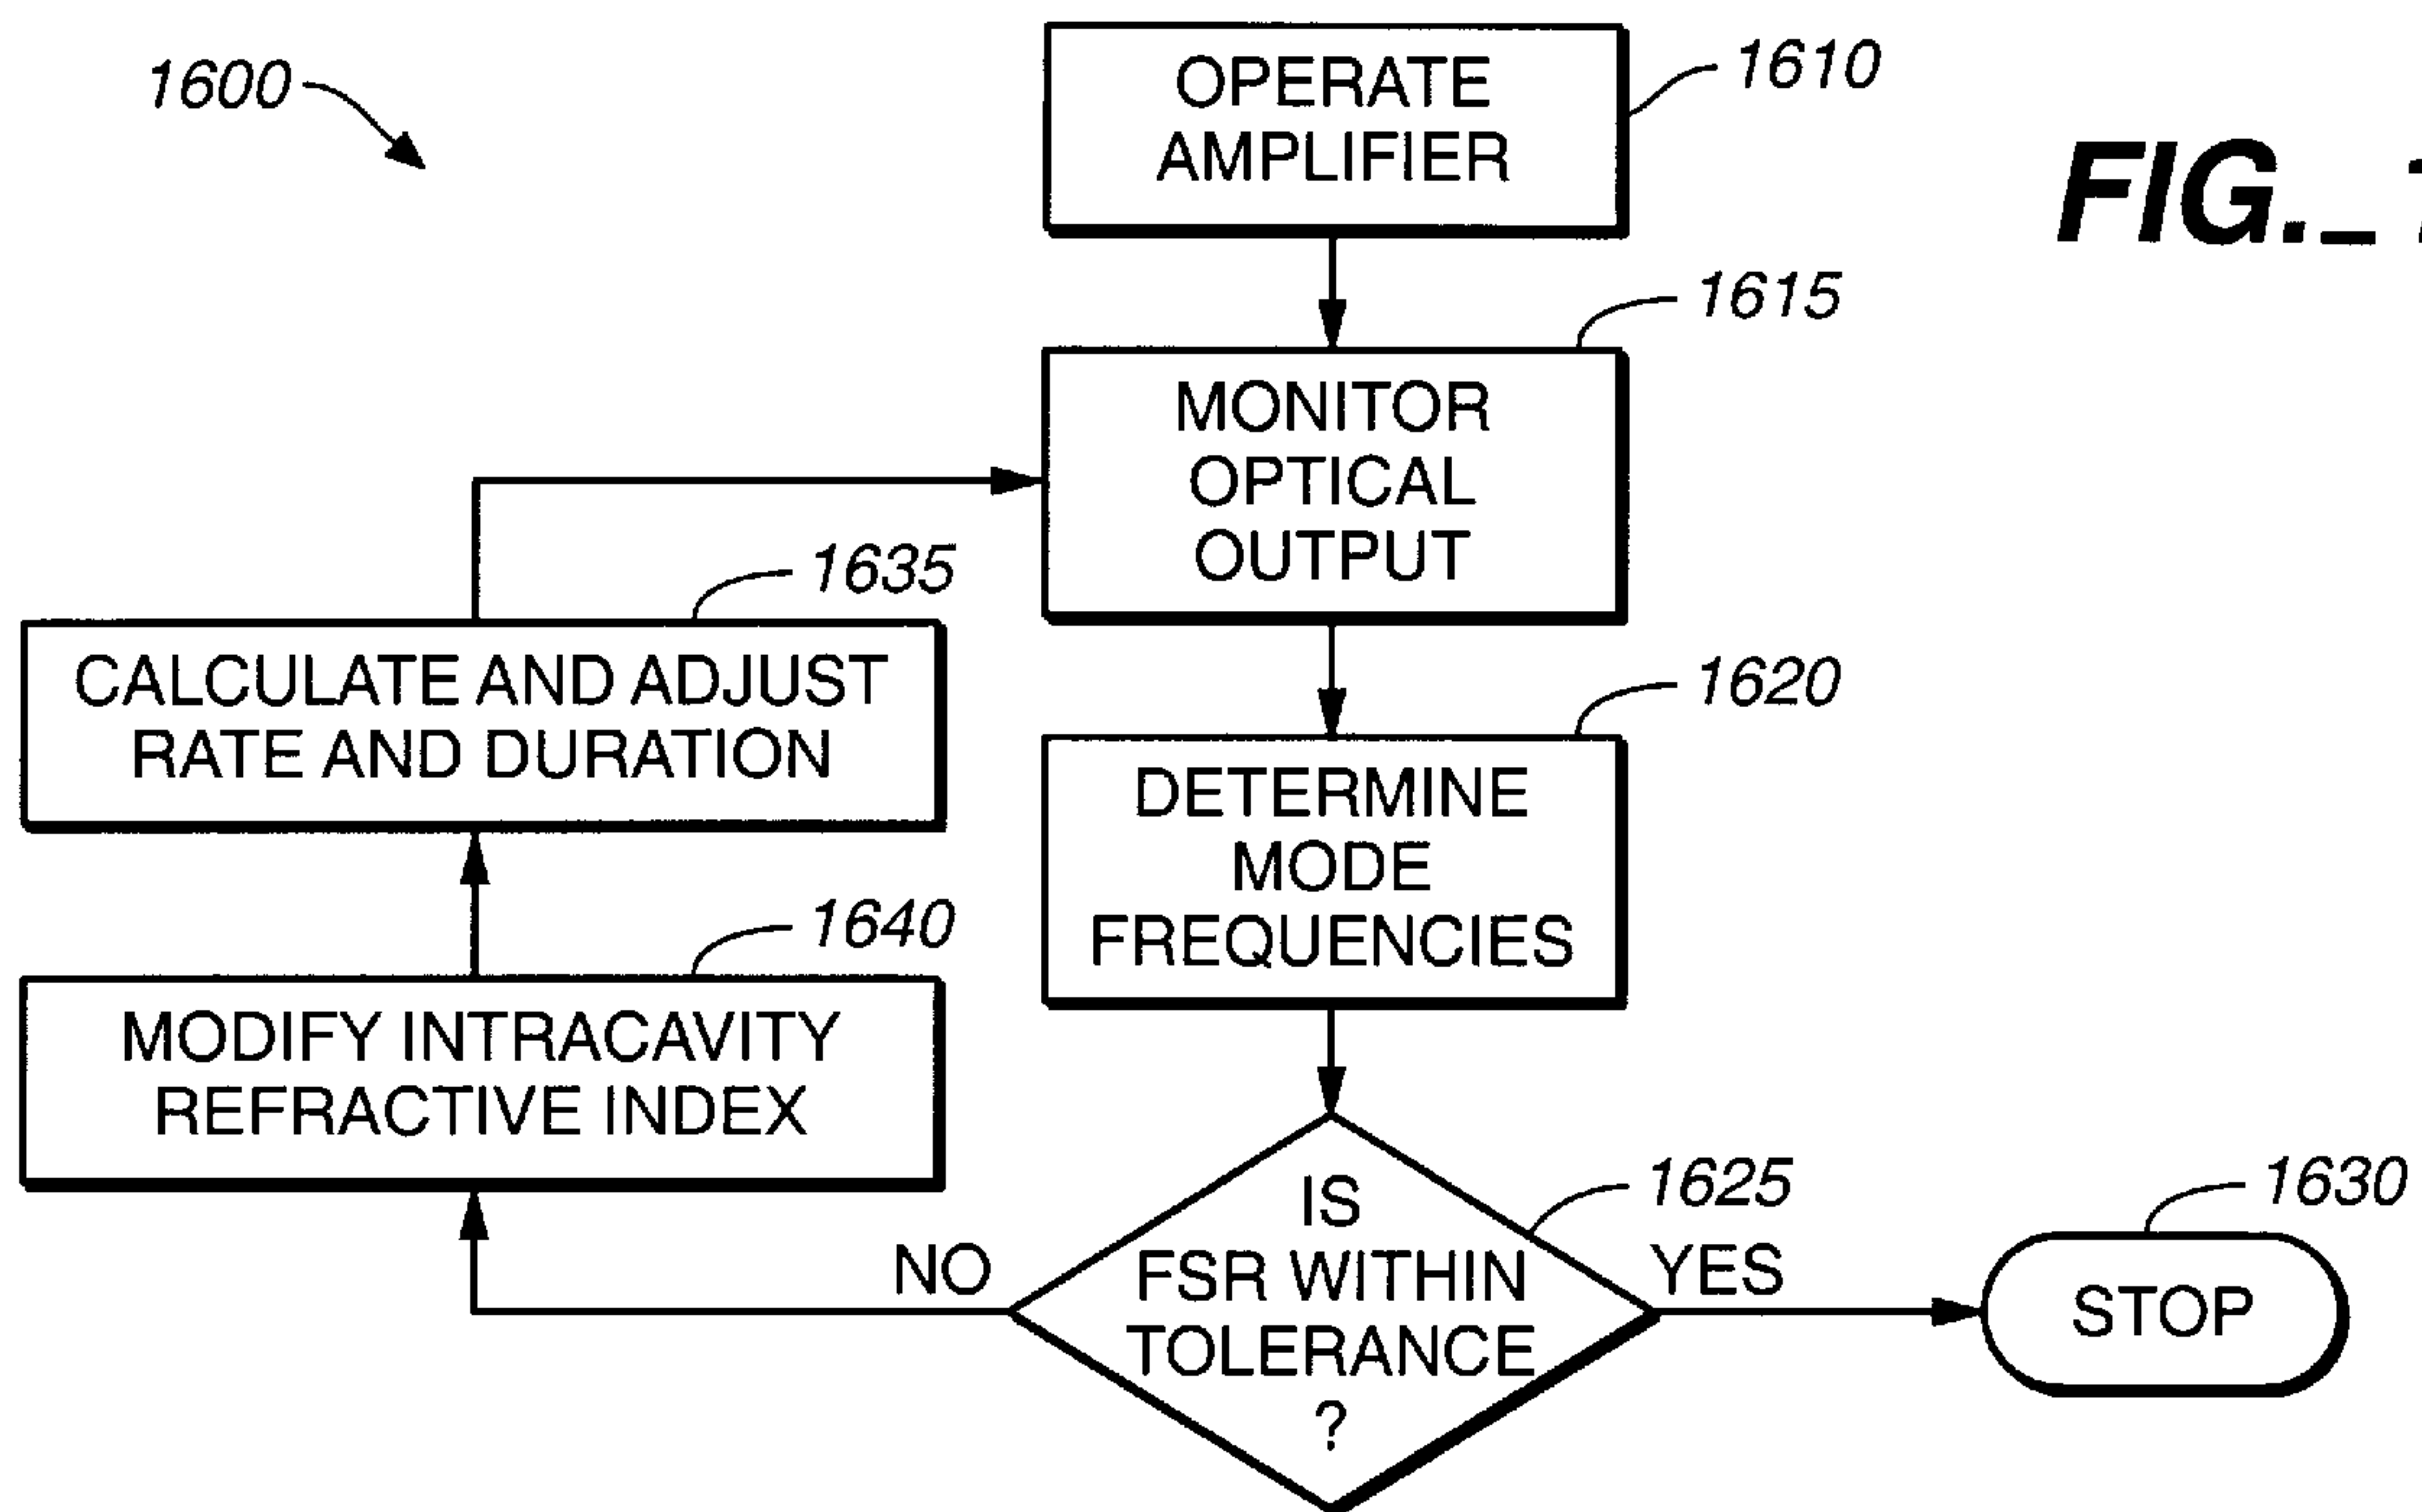 1600
OPERATE
AMPLIFIER
1610
FIG._
1615
MONITOR
OPTICAL
OUTPUT
1635
CALCULATE AND ADJUST
RATE AND DURATION
1620
DETERMINE
MODE
FREQUENCIES
1640
MODIFY INTRACAVITY
REFRACTIVE INDEX
IS
FSR WITHIN
TOLERANCE
?
1625
NO
YES
1630
STOP